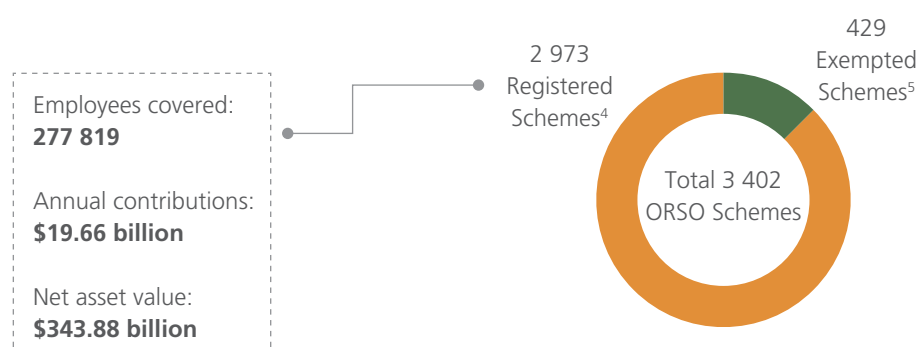 Employees covered:
277 819
Annual contributions:
$19.66 billion
Net asset value:
$343.88 billion
2 973
Registered
Schemes⁴
429
Exempted
Schemes⁵
Total 3 402
ORSO Schemes